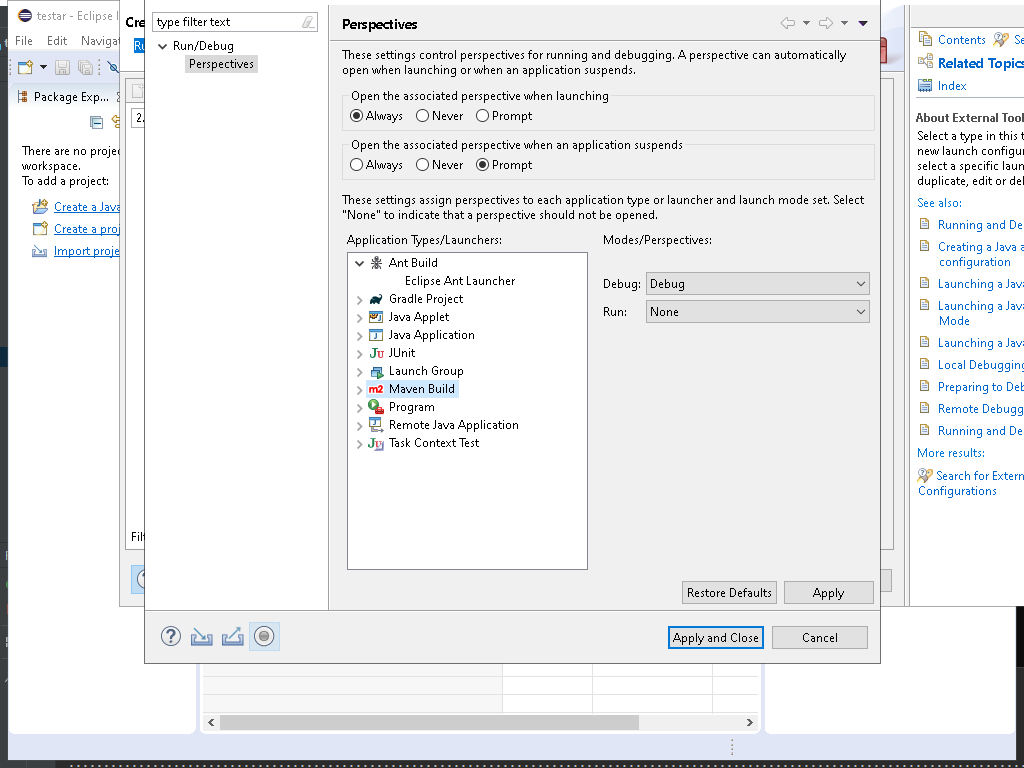 testar - Eclipse I
File Edit Navigat
Package Exp...
There are no proje
workspace.
To add a project:
Create a Java
Create a proj
Import proje
Cre
Ru
2.
Filt
type filter text
Run/Debug
Perspectives
Perspectives
These settings control perspectives for running and debugging. A perspective can automatically
open when launching or when an application suspends.
Open the associated perspective when launching
Always Never Prompt
Open the associated perspective when an application suspends
Always Never Prompt
These settings assign perspectives to each application type or launcher and launch mode set. Select
"None" to indicate that a perspective should not be opened.
Application Types/Launchers:
Ant Build
Eclipse Ant Launcher
Gradle Project
Java Applet
Java Application
JUnit
Launch Group
m2 Maven Build
Program
Remote Java Application
Task Context Test
Modes/Perspectives:
Debug: Debug
Run: None
Restore Defaults Apply
Apply and Close Cancel
Contents Se
Related Topics
Index
About External Tool
Select a type in this t
new launch configur
select a specific laun
duplicate, edit or del
See also:
Running and De
Creating a Java a
configuration
Launching a Java
Launching a Java
Mode
Launching a Java
Local Debugging
Preparing to Deb
Remote Debugg
Running and De
More results:
Search for Extern
Configurations